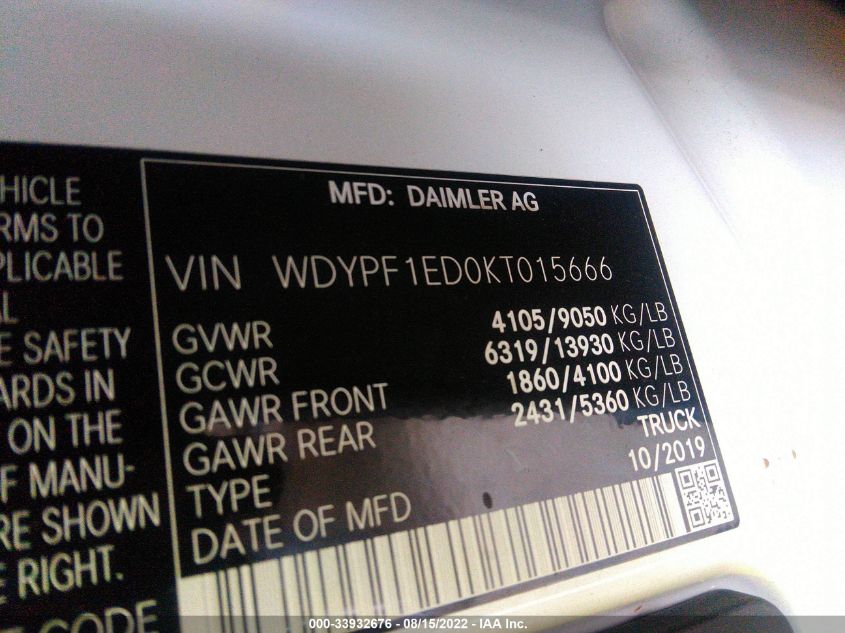 HICLE
RMS TO
PLICABLE
AL
E SAFETY
ARDS IN
ON THE
F MANU-
RE SHOWN
E RIGHT.
E CODE
MFD: DAIMLER AG
VIN WDYPF1ED0KT015666
GVWR 4105/9050 KG/LB
GCWR 6319/13930 KG/LB
GAWR FRONT 1860/4100 KG/LB
GAWR REAR 2431/5360 KG/LB
TYPE TRUCK
DATE OF MFD 10/2019
000-33932676 - 08/15/2022 - IAA Inc.